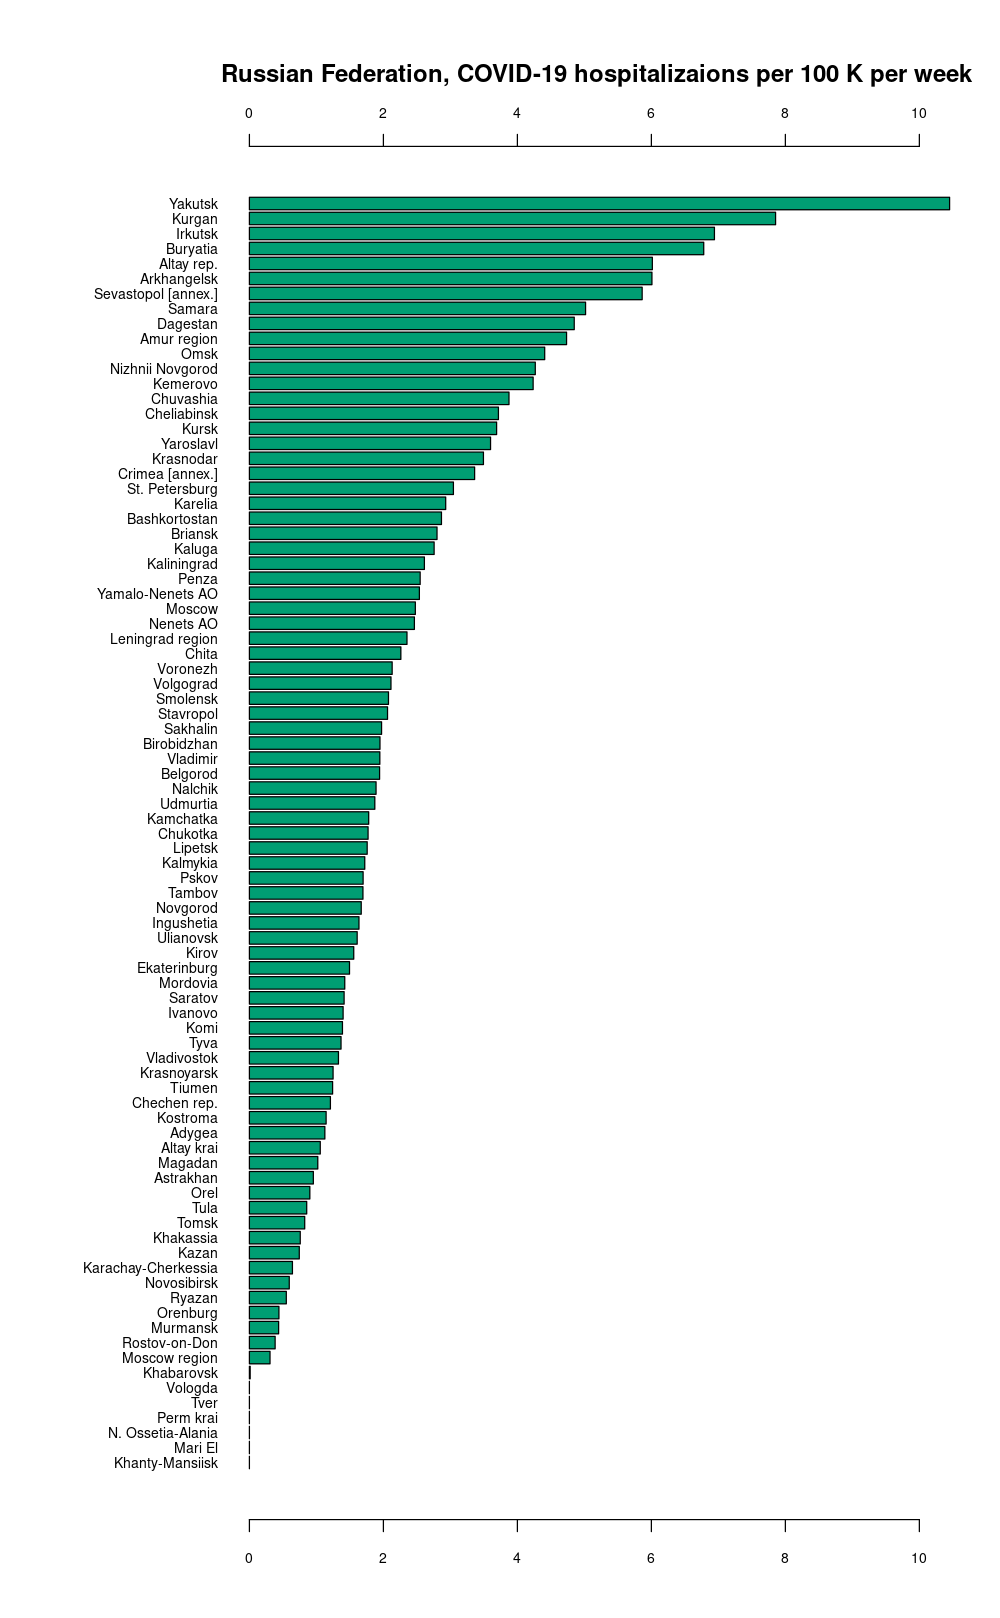 Russian Federation, COVID-19 hospitalizaions per 100 K per week
0 2 4 6 8 10
Yakutsk
Kurgan
Irkutsk
Buryatia
Altay rep.
Arkhangelsk
Sevastopol [annex.]
Samara
Dagestan
Amur region
Omsk
Nizhnii Novgorod
Kemerovo
Chuvashia
Cheliabinsk
Kursk
Yaroslavl
Krasnodar
Crimea [annex.]
St. Petersburg
Karelia
Bashkortostan
Briansk
Kaluga
Kaliningrad
Penza
Yamalo-Nenets AO
Moscow
Nenets AO
Leningrad region
Chita
Voronezh
Volgograd
Smolensk
Stavropol
Sakhalin
Birobidzhan
Vladimir
Belgorod
Nalchik
Udmurtia
Kamchatka
Chukotka
Lipetsk
Kalmykia
Pskov
Tambov
Novgorod
Ingushetia
Ulianovsk
Kirov
Ekaterinburg
Mordovia
Saratov
Ivanovo
Komi
Tyva
Vladivostok
Krasnoyarsk
Tiumen
Chechen rep.
Kostroma
Adygea
Altay krai
Magadan
Astrakhan
Orel
Tula
Tomsk
Khakassia
Kazan
Karachay-Cherkessia
Novosibirsk
Ryazan
Orenburg
Murmansk
Rostov-on-Don
Moscow region
Khabarovsk
Vologda
Tver
Perm krai
N. Ossetia-Alania
Mari El
Khanty-Mansiisk
0 2 4 6 8 10